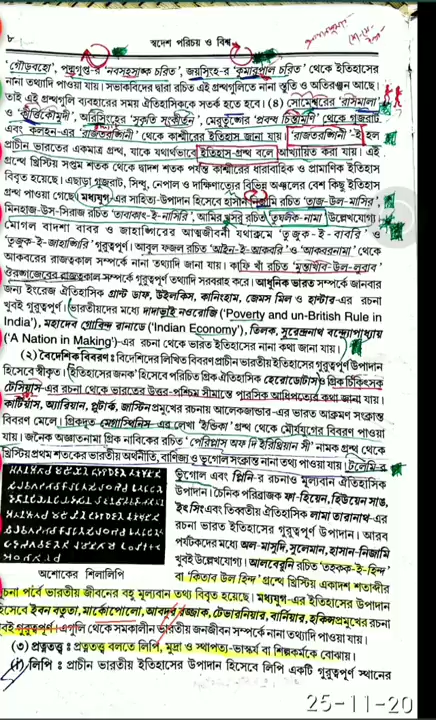 ৮
স্বদেশ পরিচয় ও বিশ্ব
'গৌড়বহো', পদ্মগুপ্ত-র 'নবসহসাঙ্ক চরিত', জয়সিংহ-র 'কুমারপাল চরিত' থেকে ইতিহাসের
নানা তথ্যাদি পাওয়া যায়। সভাকবিদের দ্বারা রচিত এই গ্রন্থগুলিতে নানা স্তুতি ও অতিরঞ্জন আছে।
তাই এই গ্রন্থগুলি ব্যবহারের সময় ঐতিহাসিককে সতর্ক হতে হবে। (৪) সোমেশ্বরের 'রাসমালা'
ও 'কীর্তিকৌমুদী', অরিসিংহের 'সুকৃতি সংকীর্তন', মেরুতুঙ্গের 'প্রবন্ধ চিন্তামণি' থেকে গুজরাট
এবং কলহন-এর 'রাজতরঙ্গিনী' থেকে কাশ্মীরের ইতিহাস জানা যায়। 'রাজতরঙ্গিনী'-ই হল
প্রাচীন ভারতের একমাত্র গ্রন্থ, যাকে যথার্থভাবে ইতিহাস-গ্রন্থ বলে আখ্যায়িত করা যায়। এই
গ্রন্থে খ্রিস্টিয় সপ্তম শতক থেকে দ্বাদশ শতক পর্যন্ত কাশ্মীরের ধারাবাহিক ও প্রামাণিক ইতিহাস
বিবৃত হয়েছে। এছাড়া গুজরাট, সিন্ধু, নেপাল ও দাক্ষিণাত্যের বিভিন্ন অঞ্চলের বেশ কিছু ইতিহাস
গ্রন্থ পাওয়া গেছে। মধ্যযুগ-এর সাহিত্য-উপাদান হিসেবে হাসান নিজামি রচিত 'তাজ-উল-মাসির',
মিনহাজ-উস-সিরাজ রচিত 'তাবাকাৎ-ই-নাসিরি', আমির খুসরু রচিত 'তুঘলক-নামা' উল্লেখযোগ্য।
মোগল বাদশা বাবর ও জাহাঙ্গিরের আত্মজীবনী যথাক্রমে 'তুজুক-ই-বাবরি' ও
'তুজুক-ই-জাহাঙ্গিরি' গুরুত্বপূর্ণ। আবুল ফজল রচিত 'আইন-ই-আকবরি' ও 'আকবরনামা' থেকে
আকবরের রাজত্বকাল সম্পর্কে নানা তথ্যাদি জানা যায়। কাফি খাঁ রচিত 'মুন্তাখাব-উল-লুবাব'
ঔরঙ্গজেবের রাজত্বকাল সম্পর্কে গুরুত্বপূর্ণ তথ্যাদি সরবরাহ করে। আধুনিক ভারত সম্পর্কে জানবার
জন্য ইংরেজ ঐতিহাসিক গ্রান্ট ডাফ, উইলকিস, কানিংহাম, জেমস মিল ও হান্টার-এর রচনা
খুবই গুরুত্বপূর্ণ। ভারতীয়দের মধ্যে দাদাভাই নওরোজি ('Poverty and un-British Rule in
India'), মহাদেব গোবিন্দ রানাডে ('Indian Economy'), তিলক, সুরেন্দ্রনাথ বন্দ্যোপাধ্যায়
('A Nation in Making')-এর রচনা থেকে ভারত ইতিহাসের নানা কথা জানা যায়।
(২) বৈদেশিক বিবরণ : বিদেশিদের লিখিত বিবরণ প্রাচীন ভারতীয় ইতিহাসের গুরুত্বপূর্ণ উপাদান
হিসেবে স্বীকৃত। ইতিহাসের জনক' হিসেবে পরিচিত গ্রিক ঐতিহাসিক হেরোডোটাস ও গ্রিক চিকিৎসক
টেসিয়াস-এর রচনা থেকে ভারতের উত্তর-পশ্চিম সীমান্তে পারসিক আধিপত্যের কথা জানা যায়।
কার্টিয়াস, অ্যারিয়ান, প্লুটার্ক, জাস্টিন প্রমুখের রচনায় আলেকজান্ডার-এর ভারত আক্রমণ সংক্রান্ত
বিবরণ মেলে। গ্রিকদূত মেগাস্থিনিস-এর লেখা 'ইন্ডিকা' গ্রন্থ থেকে মৌর্যযুগের বিবরণ পাওয়া
যায়। জনৈক অজ্ঞাতনামা গ্রিক নাবিকের রচিত 'পেরিপ্লাস অফ দি ইরিথ্রিয়ান সী' নামক গ্রন্থ থেকে
খ্রিস্টিয় প্রথম শতকের ভারতীয় অর্থনীতি, বাণিজ্য ও ভূগোল সংক্রান্ত নানা তথ্য পাওয়া যায়। টলেমি-র
ভূগোল এবং প্লিনি-র রচনাও মূল্যবান ঐতিহাসিক
উপাদান। চৈনিক পরিব্রাজক ফা-হিয়েন, হিউয়েন সাঙ,
ইৎ-সিং এবং তিব্বতীয় ঐতিহাসিক লামা তারানাথ-এর
রচনা ভারত ইতিহাসের গুরুত্বপূর্ণ উপাদান। আরব
পর্যটকদের মধ্যে অল-মাসুদি, সুলেমান, হাসান-নিজামি
খুবই উল্লেখযোগ্য। আলবেরুনি রচিত 'তহকক-ই-হিন্দ'
বা 'কিতাব উল হিন্দ' গ্রন্থে খ্রিস্টিয় একাদশ শতাব্দীর
অশোকের শিলালিপি
চনা পর্বে ভারতীয় জীবনের বহু মূল্যবান তথ্য বিবৃত হয়েছে। মধ্যযুগ-এর ইতিহাসের উপাদান
হিসেবে ইবন বতুতা, মার্কোপোলো, আবদুর রজ্জাক, টেভারনিয়ার, বার্নিয়ার, হকিন্স প্রমুখের রচনা
বই গুরুত্বপূর্ণ। এগুলি থেকে সমকালীন ভারতীয় জনজীবন সম্পর্কে নানা তথ্যাদি পাওয়া যায়।
(৩) প্রত্নতত্ত্ব : প্রত্নতত্ত্ব বলতে লিপি, মুদ্রা ও স্থাপত্য-ভাস্কর্য বা শিল্পকর্মকে বোঝায়।
লিপি : প্রাচীন ভারতীয় ইতিহাসের উপাদান হিসেবে লিপি একটি গুরুত্বপূর্ণ স্থানের
25-11-20